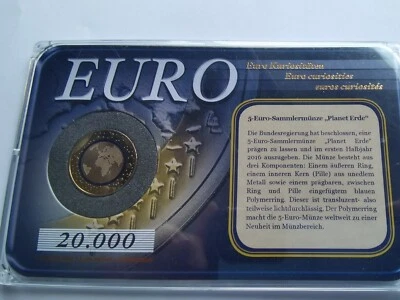 EURO
Euro Kuriositäten
Euro curiosities
euros curiosités
5-Euro-Sammlermünze „Planet Erde"
Die Bundesregierung hat beschlossen, eine
5-Euro-Sammlermünze „Planet Erde"
prägen zu lassen und im ersten Halbjahr
2016 auszugeben. Die Münze besteht aus
drei Komponenten: Einem äußeren Ring,
einem inneren Kern (Pille) aus unedlem
Metall sowie einem prägbaren, zwischen
Ring und Pille eingefügtem blauen
Polymerring. Dieser ist transluzent- also
teilweise lichtdurchlässig. Der Polymerring
macht die 5-Euro-Münze weltweit zu einer
Neuheit im Münzbereich.
20.000